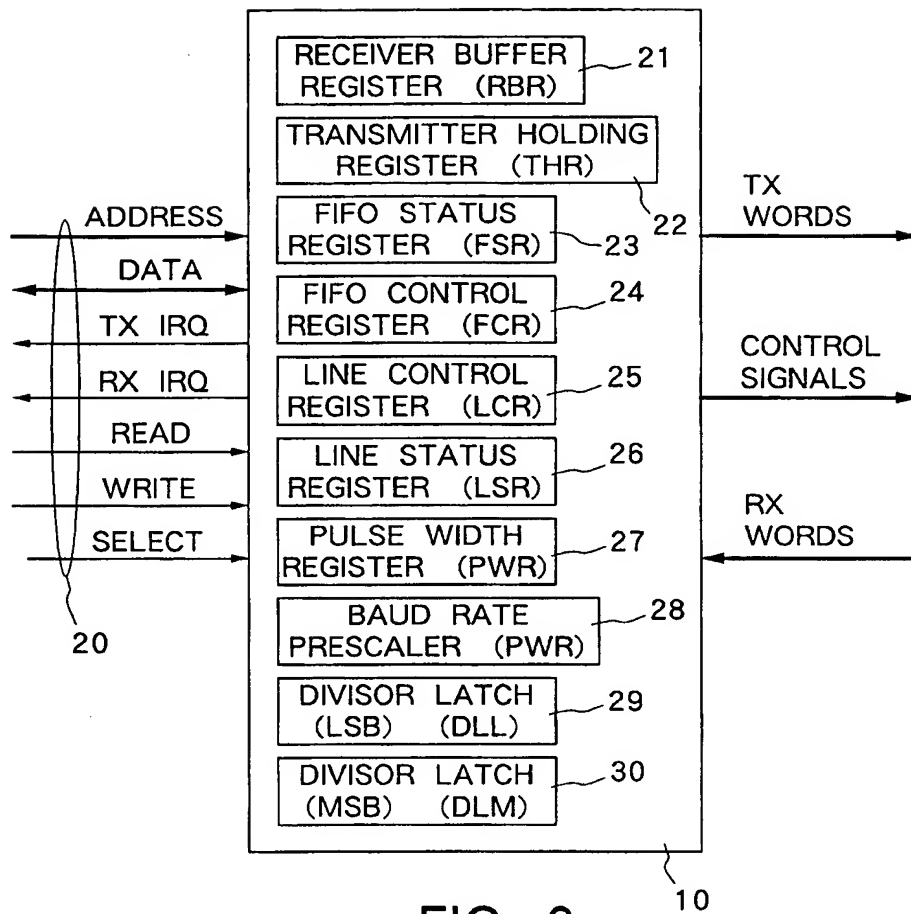 RECEIVER BUFFER
REGISTER (RBR)
21
TRANSMITTER HOLDING
REGISTER (THR)
22
FIFO STATUS
REGISTER (FSR)
23
FIFO CONTROL
REGISTER (FCR)
24
LINE CONTROL
REGISTER (LCR)
25
LINE STATUS
REGISTER (LSR)
26
PULSE WIDTH
REGISTER (PWR)
27
BAUD RATE
PRESCALER (PWR)
28
DIVISOR LATCH
(LSB) (DLL)
29
DIVISOR LATCH
(MSB) (DLM)
30
ADDRESS
DATA
TX IRQ
RX IRQ
READ
WRITE
SELECT
20
TX
WORDS
CONTROL
SIGNALS
RX
WORDS
10